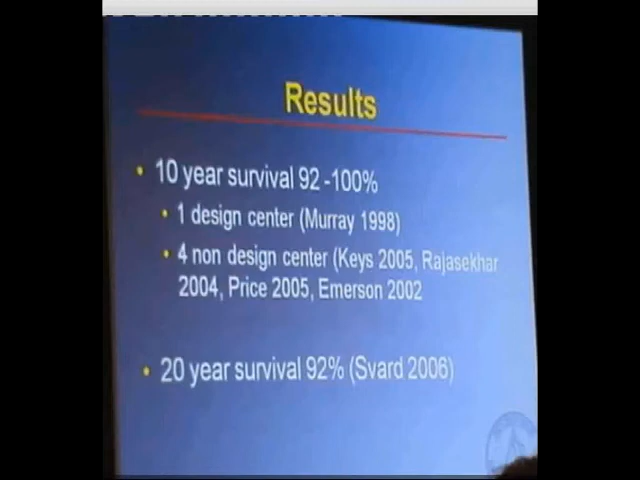 Results
• 10 year survival 92 -100%
• 1 design center (Murray 1998)
• 4 non design center (Keys 2005, Rajasekhar
2004, Price 2005, Emerson 2002
• 20 year survival 92% (Svard 2006)